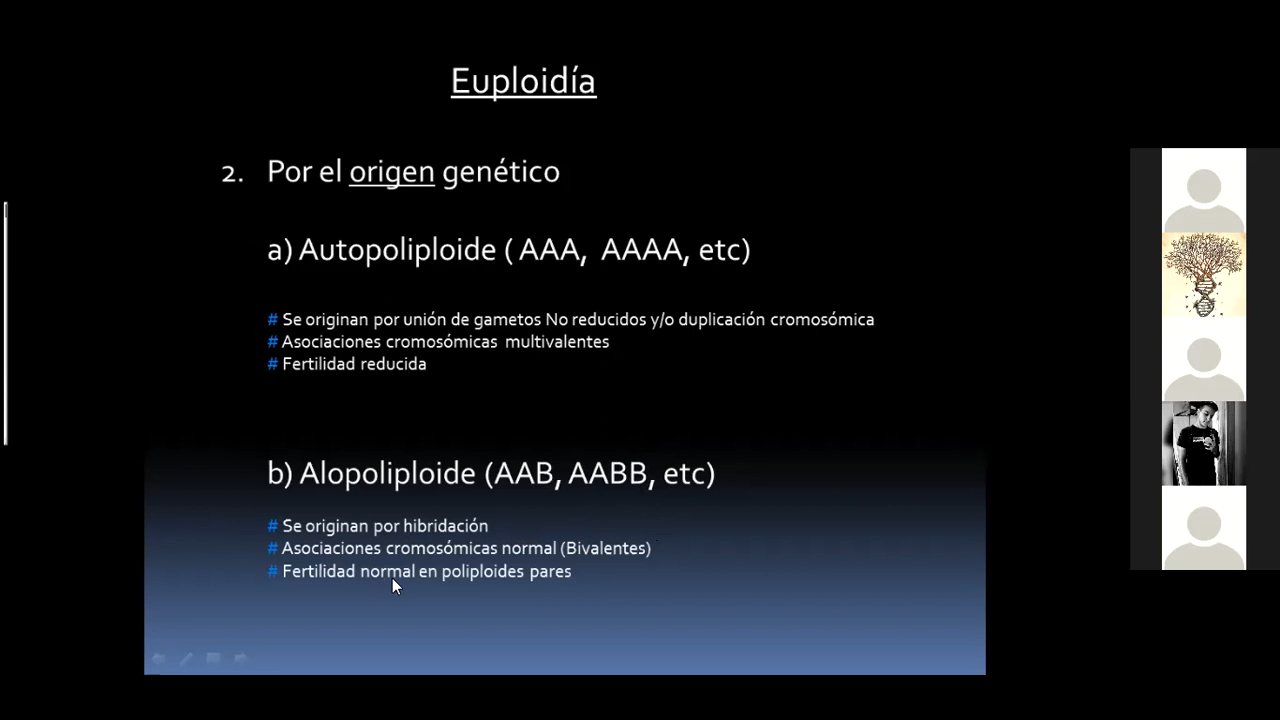 Euploidía
2. Por el origen genético
a) Autopoliploide ( AAA, AAAA, etc)
# Se originan por unión de gametos No reducidos y/o duplicación cromosómica
# Asociaciones cromosómicas multivalentes
# Fertilidad reducida
b) Alopoliploide (AAB, AABB, etc)
# Se originan por hibridación
# Asociaciones cromosómicas normal (Bivalentes)
# Fertilidad normal en poliploides pares